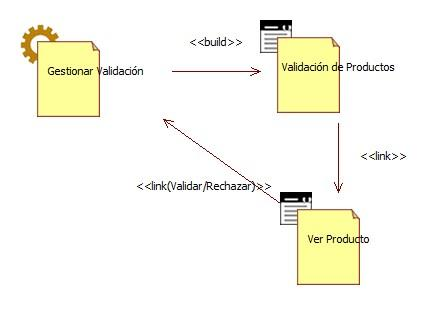 <<build>>
Gestionar Validación
Validación de Productos
<<link>>
<<link(Validar/Rechazar)>>
Ver Producto